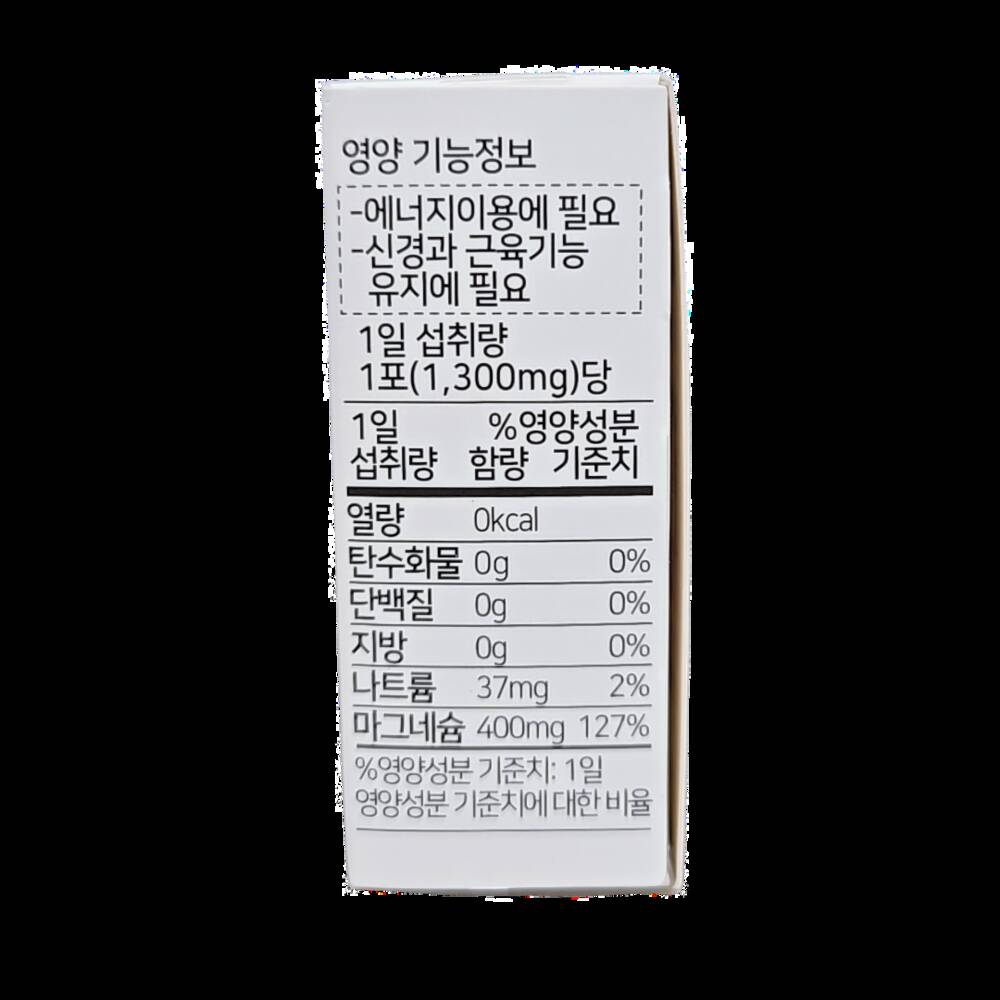 영양 기능정보
-에너지이용에 필요
-신경과 근육기능
유지에 필요
1일 섭취량
1포(1,300mg)당
1일 %영양성분
섭취량 함량 기준치
열량 0kcal
탄수화물 0g 0%
단백질 0g 0%
지방 0g 0%
나트륨 37mg 2%
마그네슘 400mg 127%
%영양성분 기준치: 1일
영양성분 기준치에 대한 비율